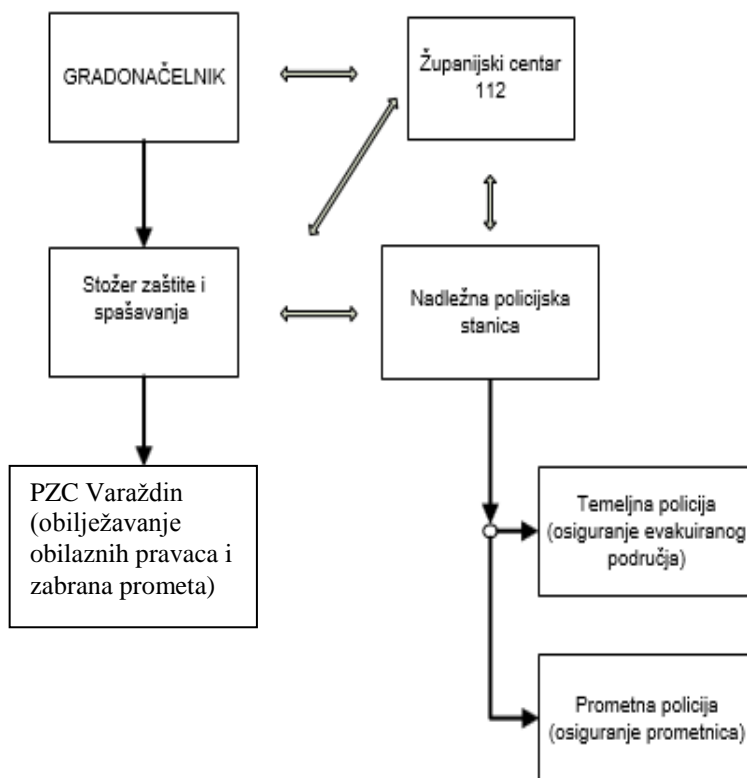 GRADONAČELNIK
Županijski centar
112
Stožer zaštite i
spašavanja
Nadležna policijska
stanica
PZC Varaždin
(obilježavanje
obilaznih pravaca i
zabrana prometa)
Temeljna policija
(osiguranje evakuiranog
područja)
Prometna policija
(osiguranje prometnica)